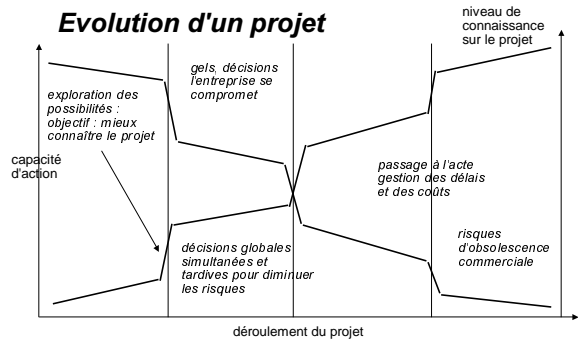 Evolution d'un projet
niveau de
connaissance
sur le projet
gels, décisions
l'entreprise se
compromet
exploration des
possibilités :
objectif : mieux
connaître le projet
capacité
d'action
passage à l'acte
gestion des délais
et des coûts
décisions globales
simultanées et
tardives pour diminuer
les risques
risques
d'obsolescence
commerciale
déroulement du projet